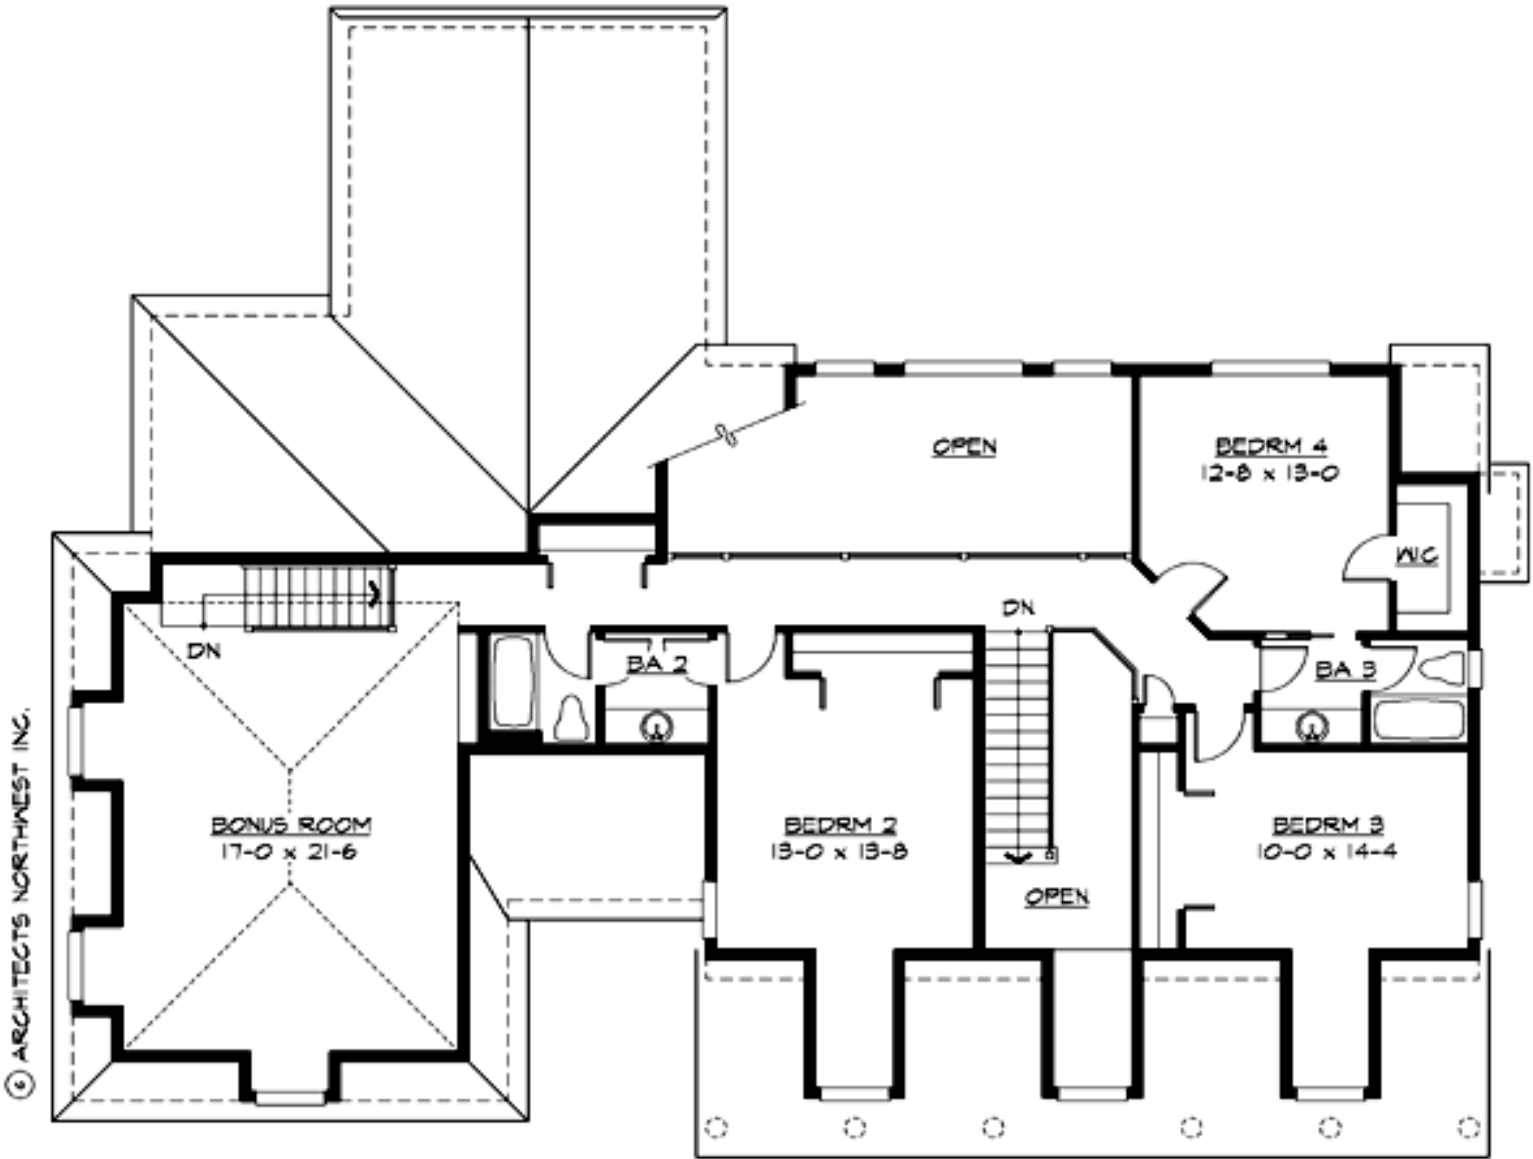 OPEN
BEDRM 4
12-8 x 13-0
WIC
DN
DN
BA 2
BA 3
BONUS ROOM
17-0 x 21-6
BEDRM 2
13-0 x 13-8
BEDRM 3
10-0 x 14-4
OPEN
© ARCHITECTS NORTHWEST INC.